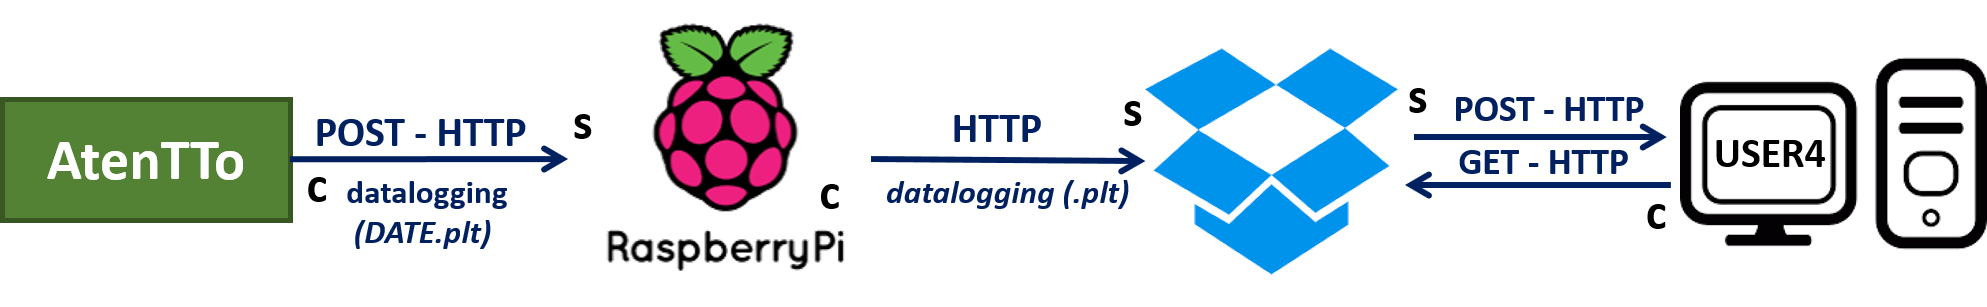 AtenTTo
POST - HTTP
C
datalogging
(DATE.plt)
S
RaspberryPi
C
HTTP
datalogging (.plt)
S
S
POST - HTTP
GET - HTTP
C
USER4